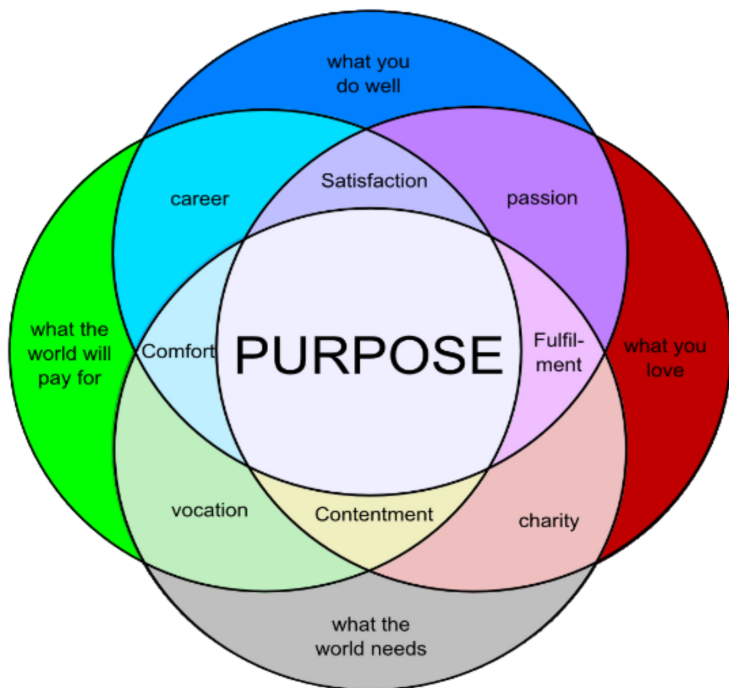 what you
do well
career
Satisfaction
passion
what the
world will
pay for
Comfort
PURPOSE
Fulfil-
ment
what you
love
vocation
Contentment
charity
what the
world needs